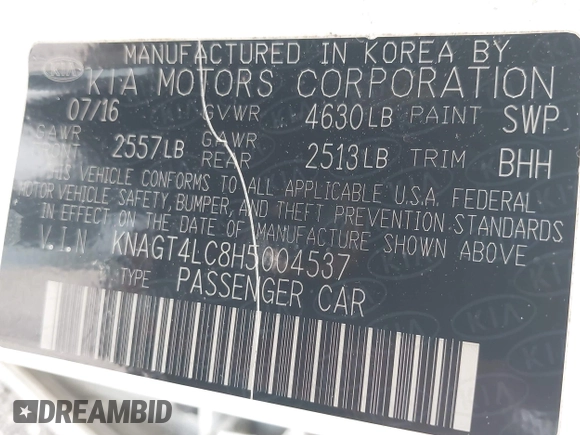 MANUFACTURED IN KOREA BY
KIA MOTORS CORPORATION
07/16 GVWR 4630LB PAINT SWP
GAWR 2557LB GAWR REAR 2513LB TRIM BHH
THIS VEHICLE CONFORMS TO ALL APPLICABLE U.S.A. FEDERAL
MOTOR VEHICLE SAFETY, BUMPER, AND THEFT PREVENTION STANDARDS
IN EFFECT ON THE DATE OF MANUFACTURE SHOWN ABOVE
V.I.N KNAGT4LC8H5004537
TYPE PASSENGER CAR
DREAMBID